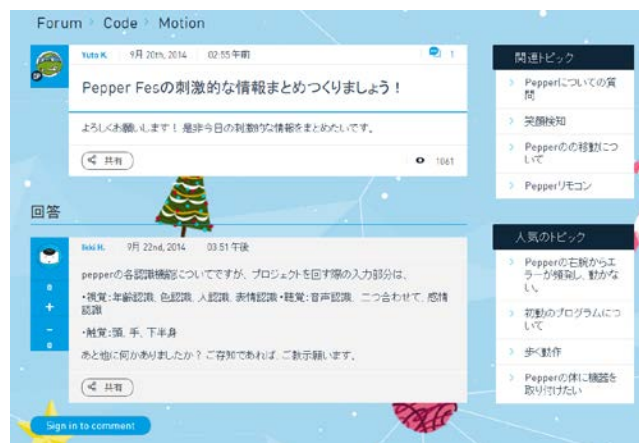 Forum > Code > Motion
Yuto K.
9月 20th, 2014
02:55 午前
1
Pepper Fesの刺激的な情報まとめつくりましょう！
よろしくお願いします！ 是非今日の刺激的な情報をまとめたいです。
共有
1061
回答
9月 22nd, 2014
03:51 午後
pepperの各認識機能についてですが、プロジェクトを回す際の入力部分は、
・視覚：年齢認識、色認識、人認識、表情認識・聴覚：音声認識、二つ合わせて、感情
認識
・触覚：頭、手、下半身
あと他に何かありましたか？ ご存知であれば、ご教示願います。
0
+
-
0
共有
Sign in to comment
関連トピック
Pepperについての質
問
笑顔検知
Pepperのの移動につ
いて
Pepperリモコン
人気のトピック
Pepperの右腕からエ
ラーが頻発し、動かな
い。
初動のプログラムにつ
いて
歩く動作
Pepperの体に機器を
取り付けたい